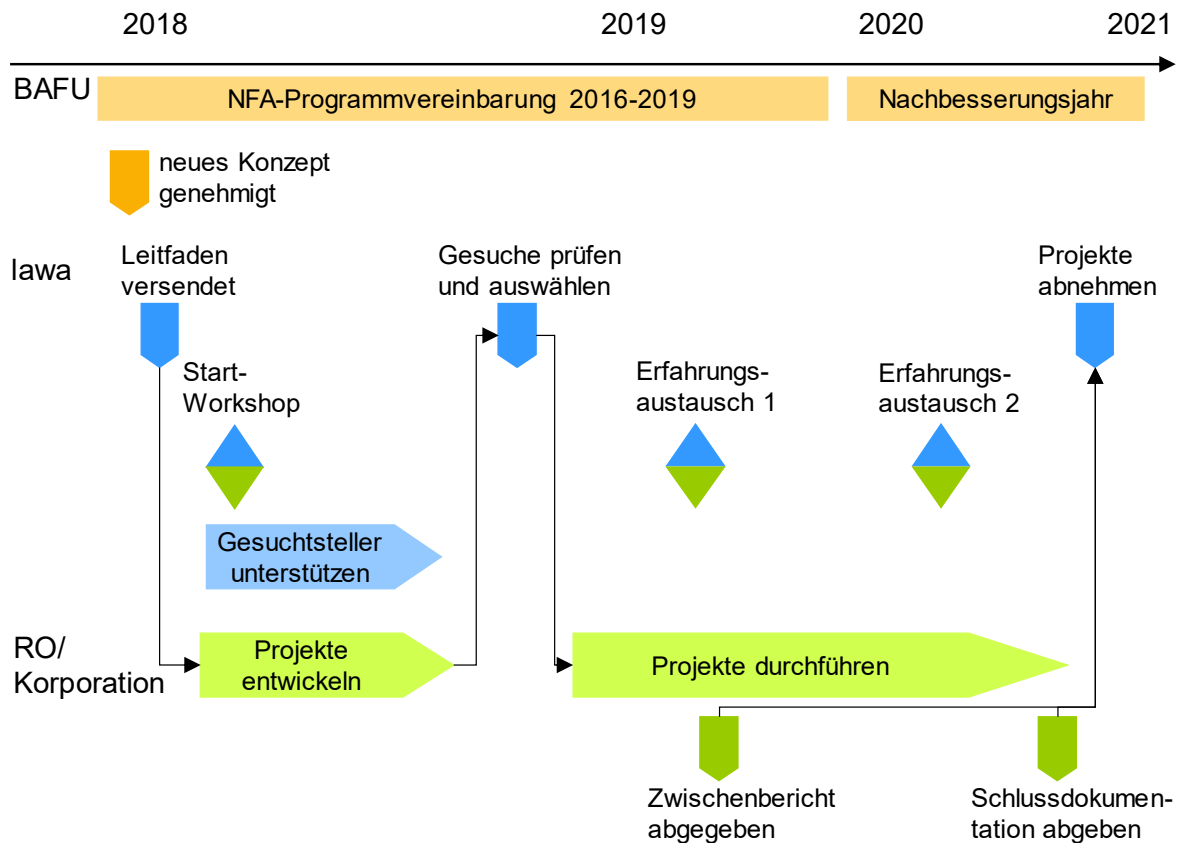 2018 2019 2020 2021
BAFU
NFA-Programmvereinbarung 2016-2019
Nachbesserungsjahr
neues Konzept
genehmigt
lawa
Leitfaden
versendet
Gesuche prüfen
und auswählen
Projekte
abnehmen
Start-
Workshop
Erfahrungs-
austausch 1
Erfahrungs-
austausch 2
Gesuchtsteller
unterstützen
RO/
Korporation
Projekte
entwickeln
Projekte durchführen
Zwischenbericht
abgegeben
Schlussdokumen-
tation abgeben